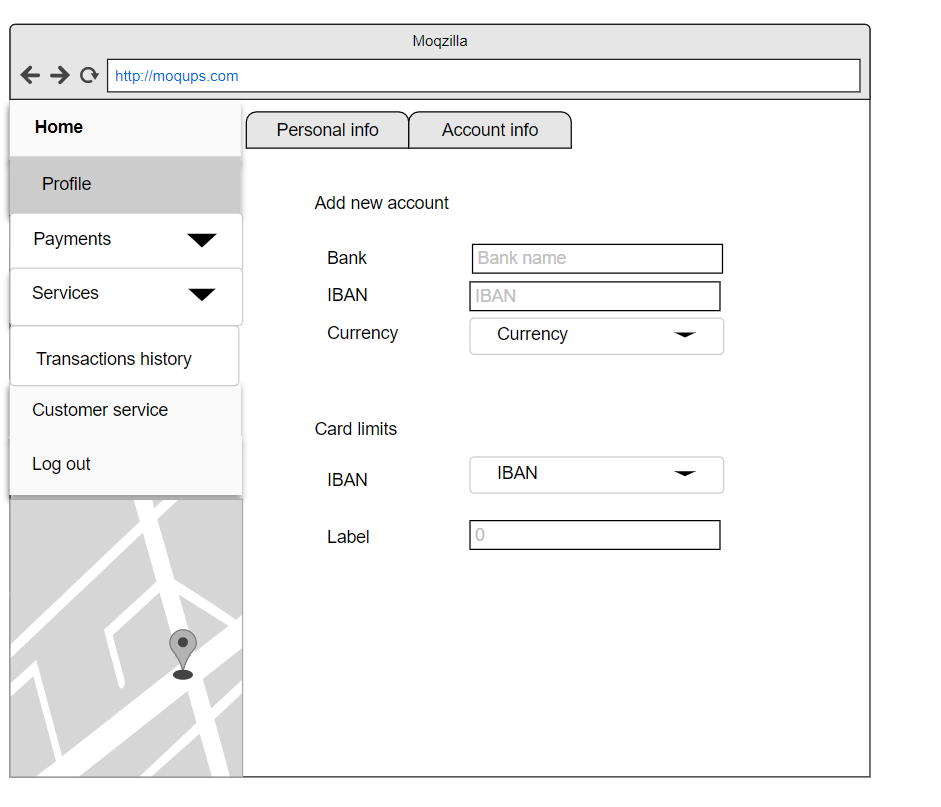 Moqzilla
http://moqups.com
Home
Profile
Payments
Services
Transactions history
Customer service
Log out
Personal info
Account info
Add new account
Bank
Bank name
IBAN
IBAN
Currency
Currency
Card limits
IBAN
IBAN
Label
0